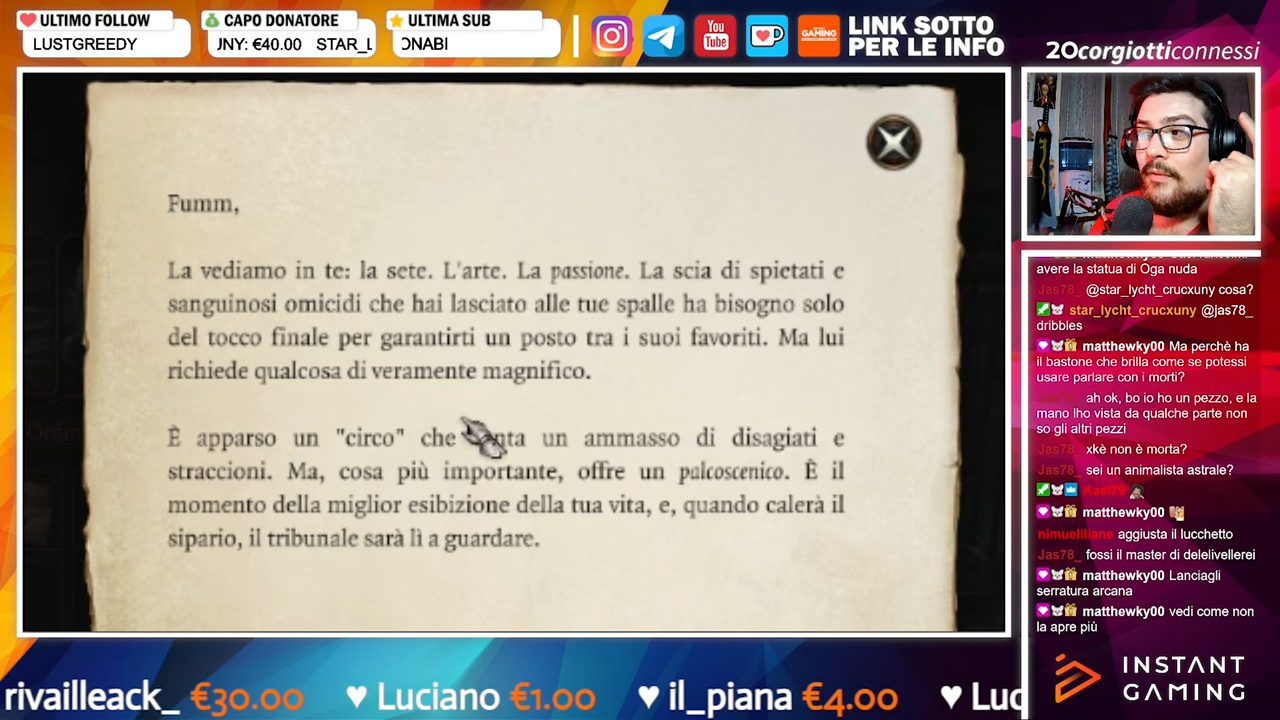 ULTIMO FOLLOW
LUSTGREEDY
CAPO DONATORE
JNY: €40.00 STAR_L
ULTIMA SUB
ONABI
You
Tube
GAMING
LINK SOTTO
PER LE INFO
20corgiotticonnessi
Fumm,
La vediamo in te: la sete. L'arte. La passione. La scia di spietati e
sanguinosi omicidi che hai lasciato alle tue spalle ha bisogno solo
del tocco finale per garantirti un posto tra i suoi favoriti. Ma lui
richiede qualcosa di veramente magnifico.
È apparso un "circo" che un ammasso di disagiati e
straccioni. Ma, cosa più importante, offre un palcoscenico. È il
momento della miglior esibizione della tua vita, e, quando calerà il
sipario, il tribunale sarà lì a guardare.
avere la statua di Oga nuda
Jas78_ @star_lycht_crucxuny cosa?
star_lycht_crucxuny @jas78_
dribbles
matthewky00 Ma perchè ha
il bastone che brilla come se potessi
usare parlare con i morti?
Jas78_ ah ok, bo io ho un pezzo, e la
mano lho vista da qualche parte non
so gli altri pezzi
Jas78_ xkè non è morta?
Jas78_ sei un animalista astrale?
Kaol79
matthewky00
nimueliliane aggiusta il lucchetto
Jas78_ fossi il master di delelivellerei
matthewky00 Lanciagli
serratura arcana
matthewky00 vedi come non
la apre più
INSTANT
GAMING
rivailleack_ €30.00 ♥ Luciano €1.00 ♥ il_piana €4.00 ♥ Luc